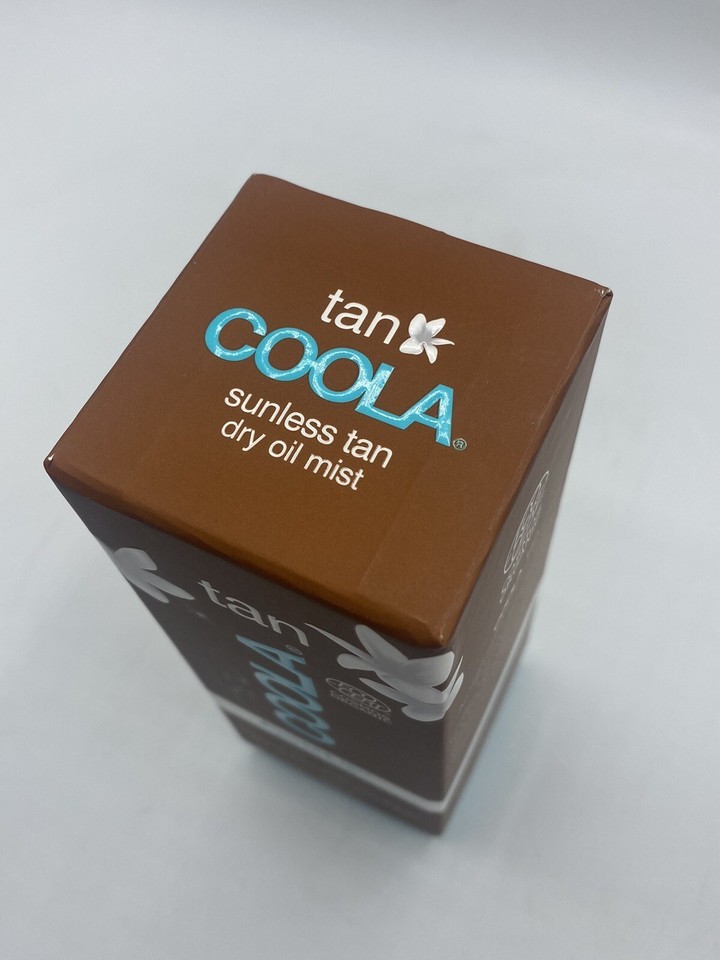 tan
COOLA®
sunless tan
dry oil mist
tan
COOLA®